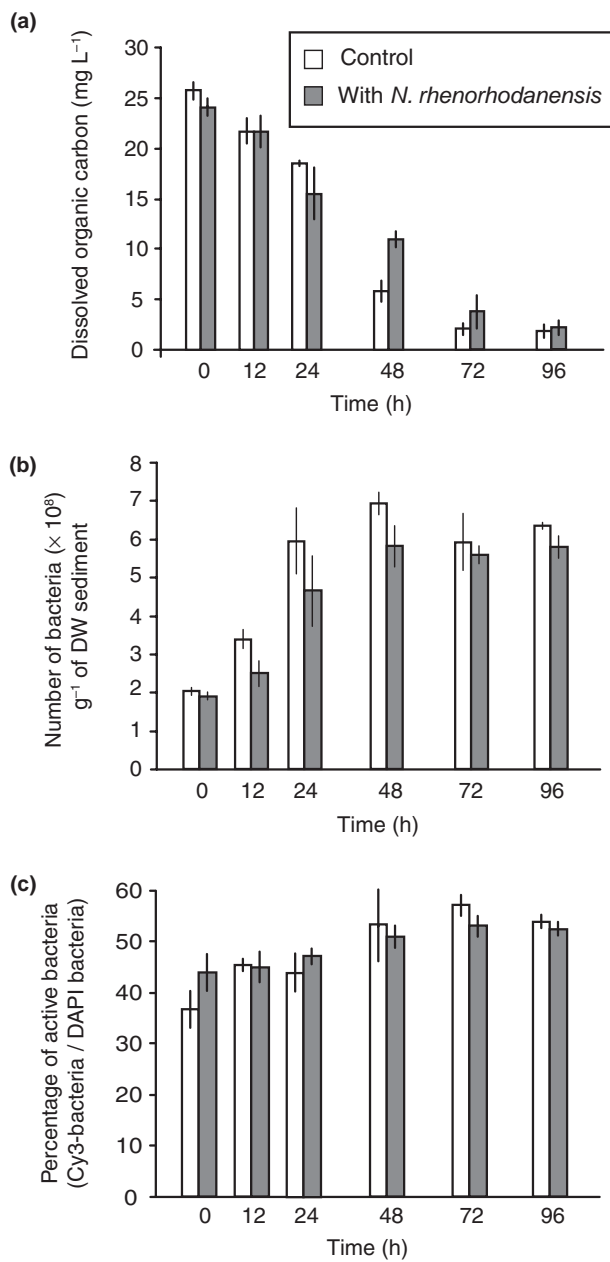 (a)
Control
With N. rhenorhodanensis
Dissolved organic carbon (mg L⁻¹)
30
25
20
15
10
5
0
0 12 24 48 72 96
Time (h)
(b)
Number of bacteria (× 10⁸)
g⁻¹ of DW sediment
8
7
6
5
4
3
2
1
0
0 12 24 48 72 96
Time (h)
(c)
Percentage of active bacteria
(Cy3-bacteria / DAPI bacteria)
60
50
40
30
20
10
0
0 12 24 48 72 96
Time (h)